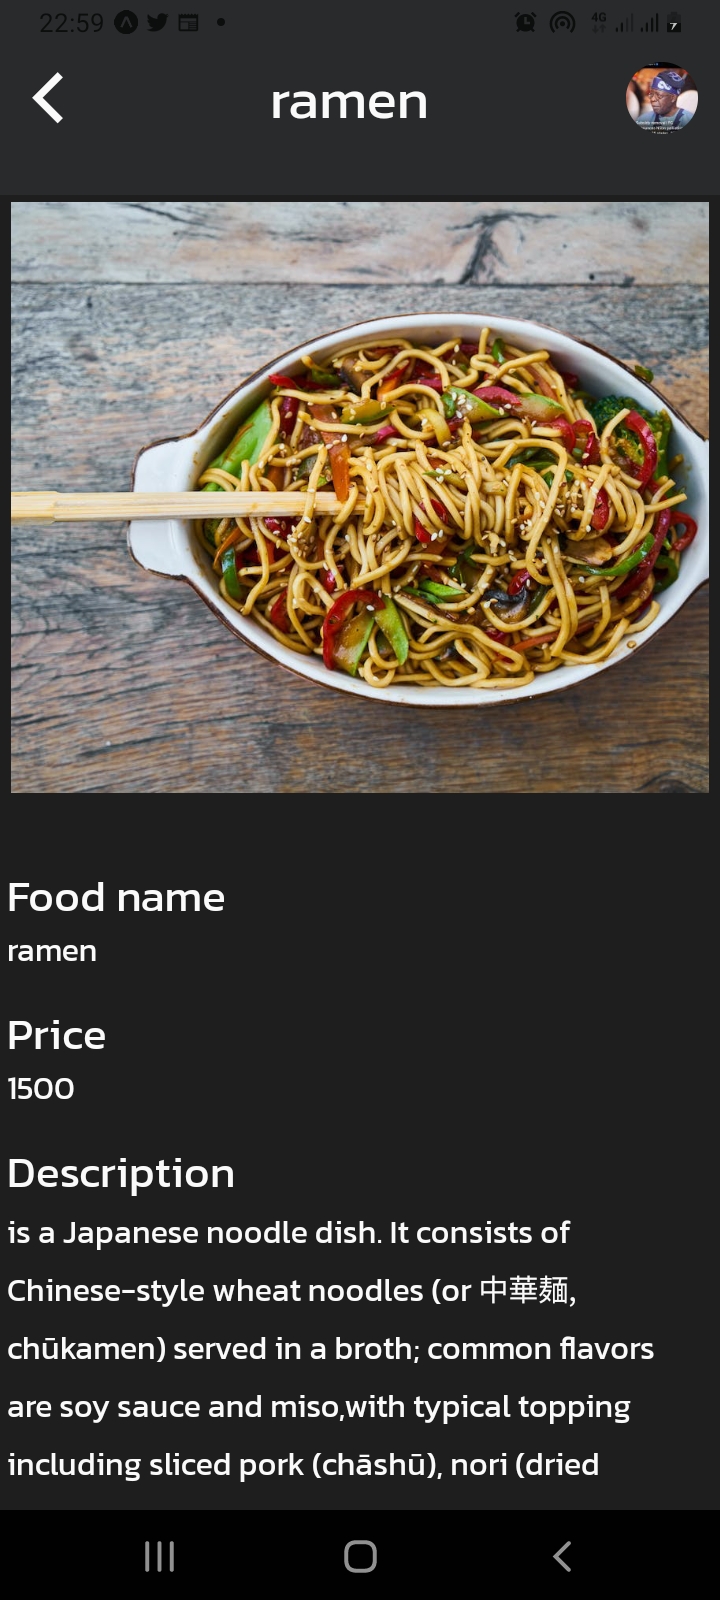 22:59
4G
7
ramen
Food name
ramen
Price
1500
Description
is a Japanese noodle dish. It consists of
Chinese-style wheat noodles (or 中華麺,
chūkamen) served in a broth; common flavors
are soy sauce and miso,with typical topping
including sliced pork (chāshū), nori (dried